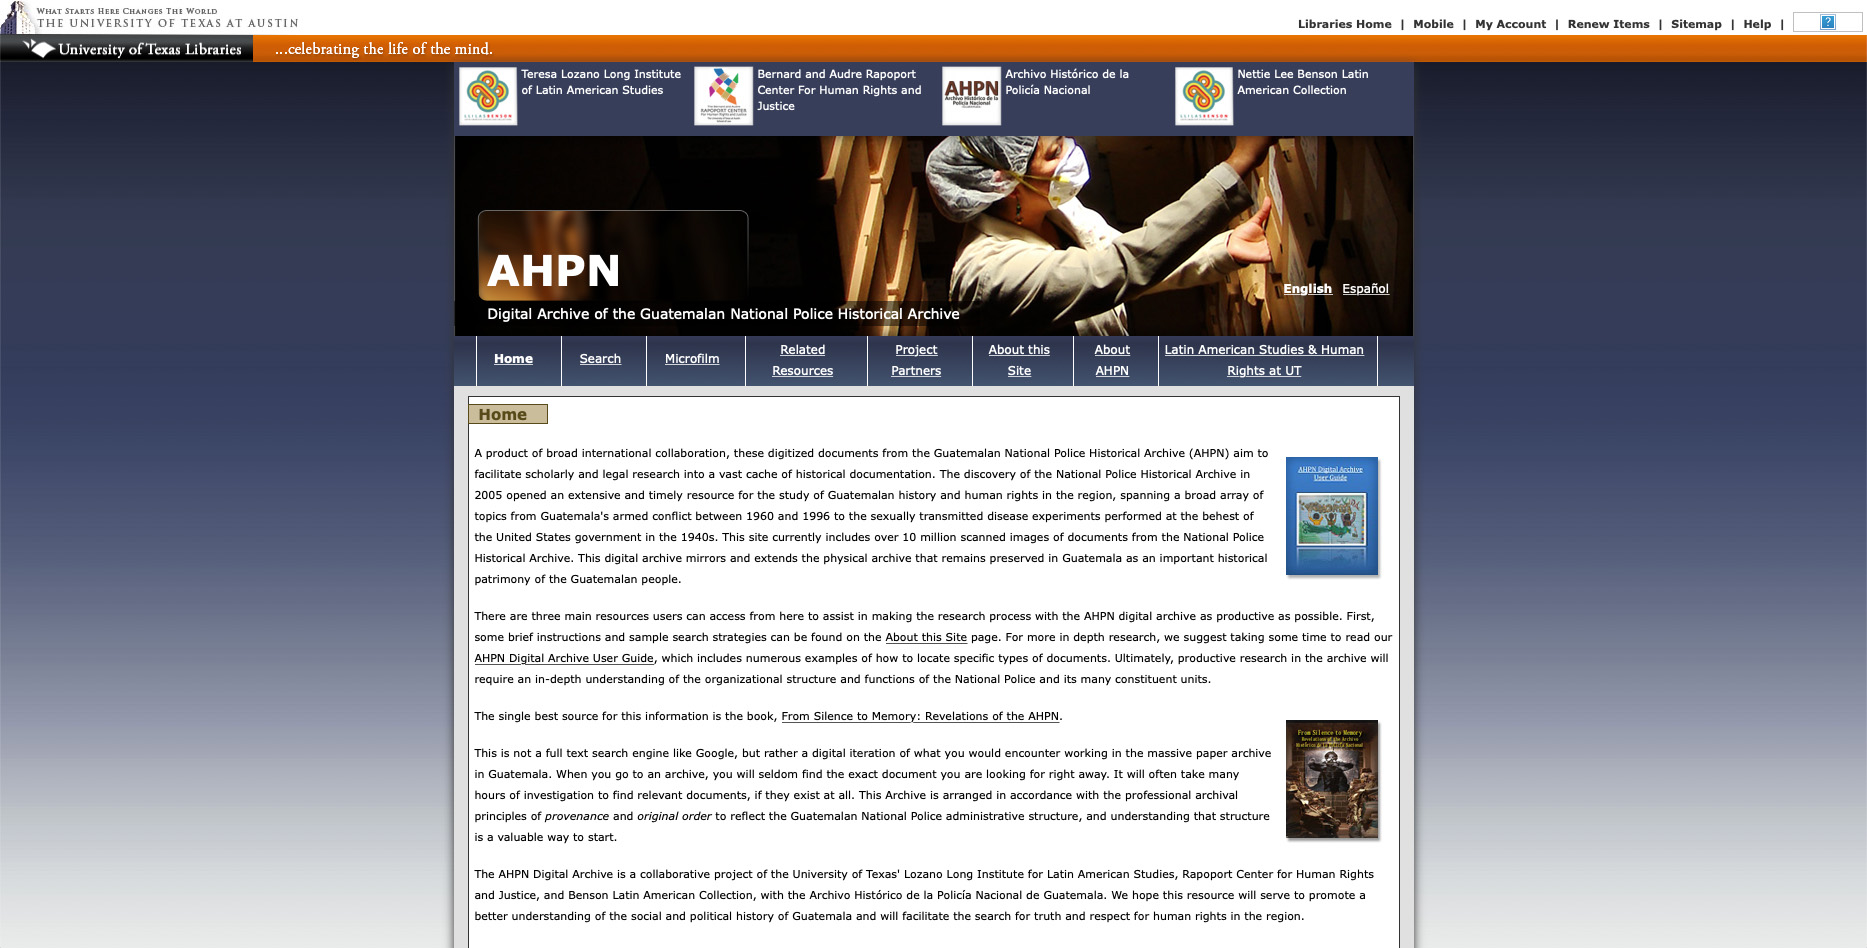 What Starts Here Changes The World
THE UNIVERSITY OF TEXAS AT AUSTIN
Libraries Home | Mobile | My Account | Renew Items | Sitemap | Help |
University of Texas Libraries
...celebrating the life of the mind.
Teresa Lozano Long Institute
of Latin American Studies
Bernard and Audre Rapoport
Center For Human Rights and
Justice
RAPOPORT CENTER
For Human Rights and Justice
AHPN
Archivo Histórico de la
Policía Nacional
Archivo Histórico de la
Policía Nacional
Nettie Lee Benson Latin
American Collection
LLILAS BENSON
LLILAS BENSON
AHPN
English Español
Digital Archive of the Guatemalan National Police Historical Archive
Home
Search
Microfilm
Related
Resources
Project
Partners
About this
Site
About
AHPN
Latin American Studies & Human
Rights at UT
Home
A product of broad international collaboration, these digitized documents from the Guatemalan National Police Historical Archive (AHPN) aim to
facilitate scholarly and legal research into a vast cache of historical documentation. The discovery of the National Police Historical Archive in
2005 opened an extensive and timely resource for the study of Guatemalan history and human rights in the region, spanning a broad array of
topics from Guatemala's armed conflict between 1960 and 1996 to the sexually transmitted disease experiments performed at the behest of
the United States government in the 1940s. This site currently includes over 10 million scanned images of documents from the National Police
Historical Archive. This digital archive mirrors and extends the physical archive that remains preserved in Guatemala as an important historical
patrimony of the Guatemalan people.
AHPN Digital Archive
User Guide
There are three main resources users can access from here to assist in making the research process with the AHPN digital archive as productive as possible. First,
some brief instructions and sample search strategies can be found on the About this Site page. For more in depth research, we suggest taking some time to read our
AHPN Digital Archive User Guide, which includes numerous examples of how to locate specific types of documents. Ultimately, productive research in the archive will
require an in-depth understanding of the organizational structure and functions of the National Police and its many constituent units.
The single best source for this information is the book, From Silence to Memory: Revelations of the AHPN.
From Silence to Memory
Revelations of the Archivo
Histórico de la Policía Nacional
This is not a full text search engine like Google, but rather a digital iteration of what you would encounter working in the massive paper archive
in Guatemala. When you go to an archive, you will seldom find the exact document you are looking for right away. It will often take many
hours of investigation to find relevant documents, if they exist at all. This Archive is arranged in accordance with the professional archival
principles of provenance and original order to reflect the Guatemalan National Police administrative structure, and understanding that structure
is a valuable way to start.
The AHPN Digital Archive is a collaborative project of the University of Texas' Lozano Long Institute for Latin American Studies, Rapoport Center for Human Rights
and Justice, and Benson Latin American Collection, with the Archivo Histórico de la Policía Nacional de Guatemala. We hope this resource will serve to promote a
better understanding of the social and political history of Guatemala and will facilitate the search for truth and respect for human rights in the region.